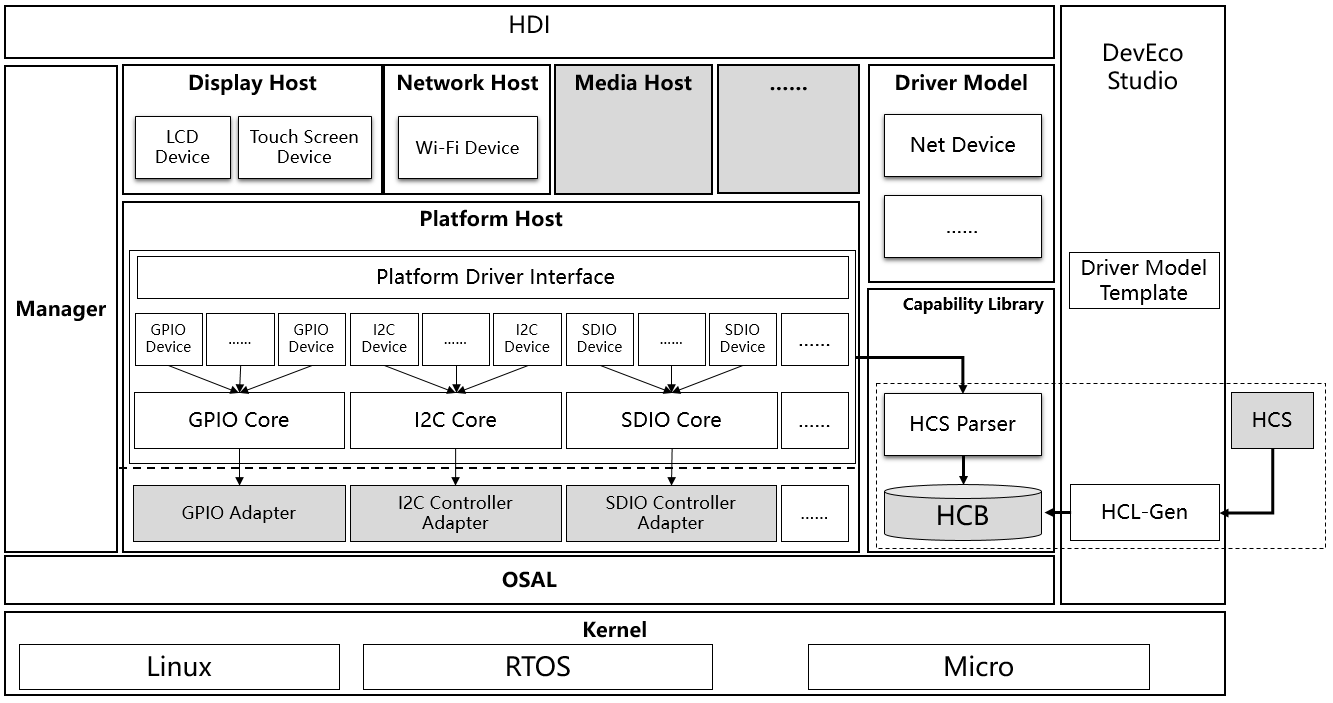 HDI
DevEco
Studio
Display Host
Network Host
Media Host
......
Driver Model
LCD
Device
Touch Screen
Device
Wi-Fi Device
Net Device
......
Platform Host
Platform Driver Interface
Manager
Capability Library
Driver Model
Template
GPIO
Device
......
GPIO
Device
I2C
Device
......
I2C
Device
SDIO
Device
......
SDIO
Device
......
GPIO Core
I2C Core
SDIO Core
......
HCS Parser
HCS
GPIO Adapter
I2C Controller
Adapter
SDIO Controller
Adapter
......
HCB
HCL-Gen
OSAL
Kernel
Linux
RTOS
Micro